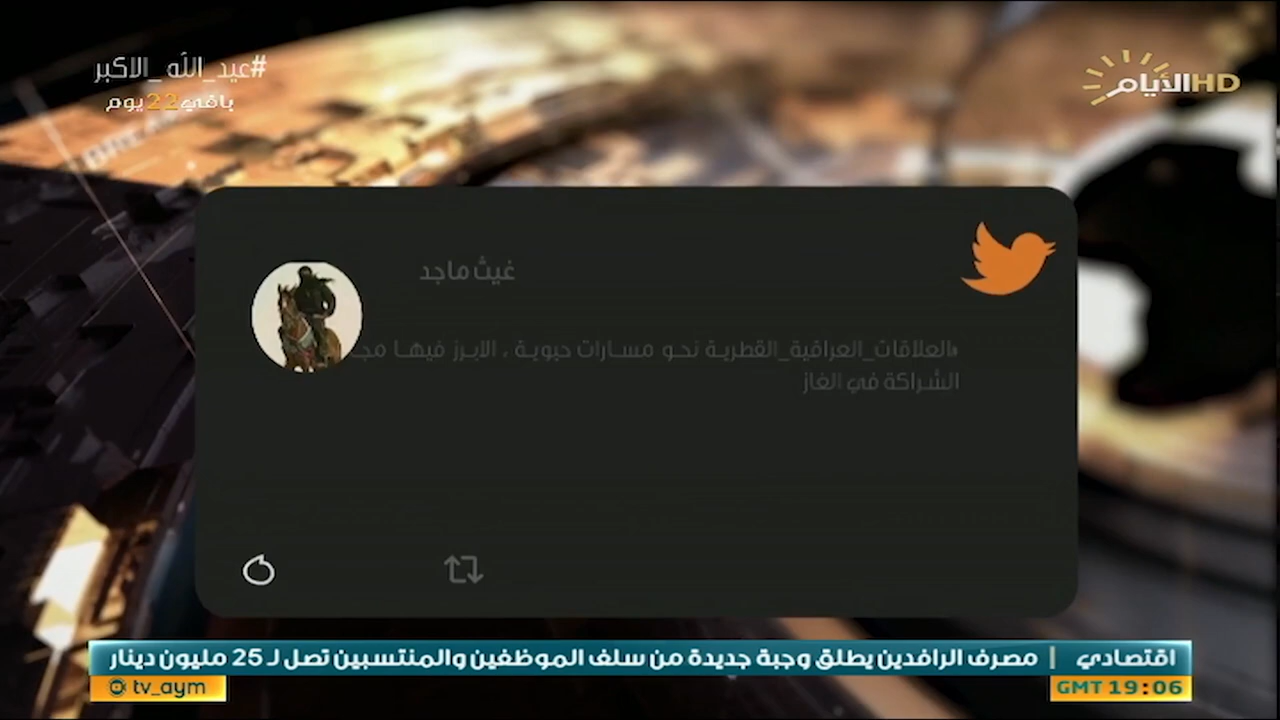 #عيد_الله_الاكبر
باقي 22 يوم
الأيام HD
غيث ماجد
#العلاقات_العراقية_القطرية نحو مسارات حيوية ، الابرز فيها
الشراكة في الغاز
اقتصادي | مصرف الرافدين يطلق وجبة جديدة من سلف الموظفين والمنتسبين تصل لـ 25 مليون دينار
tv_aym
GMT 19:06